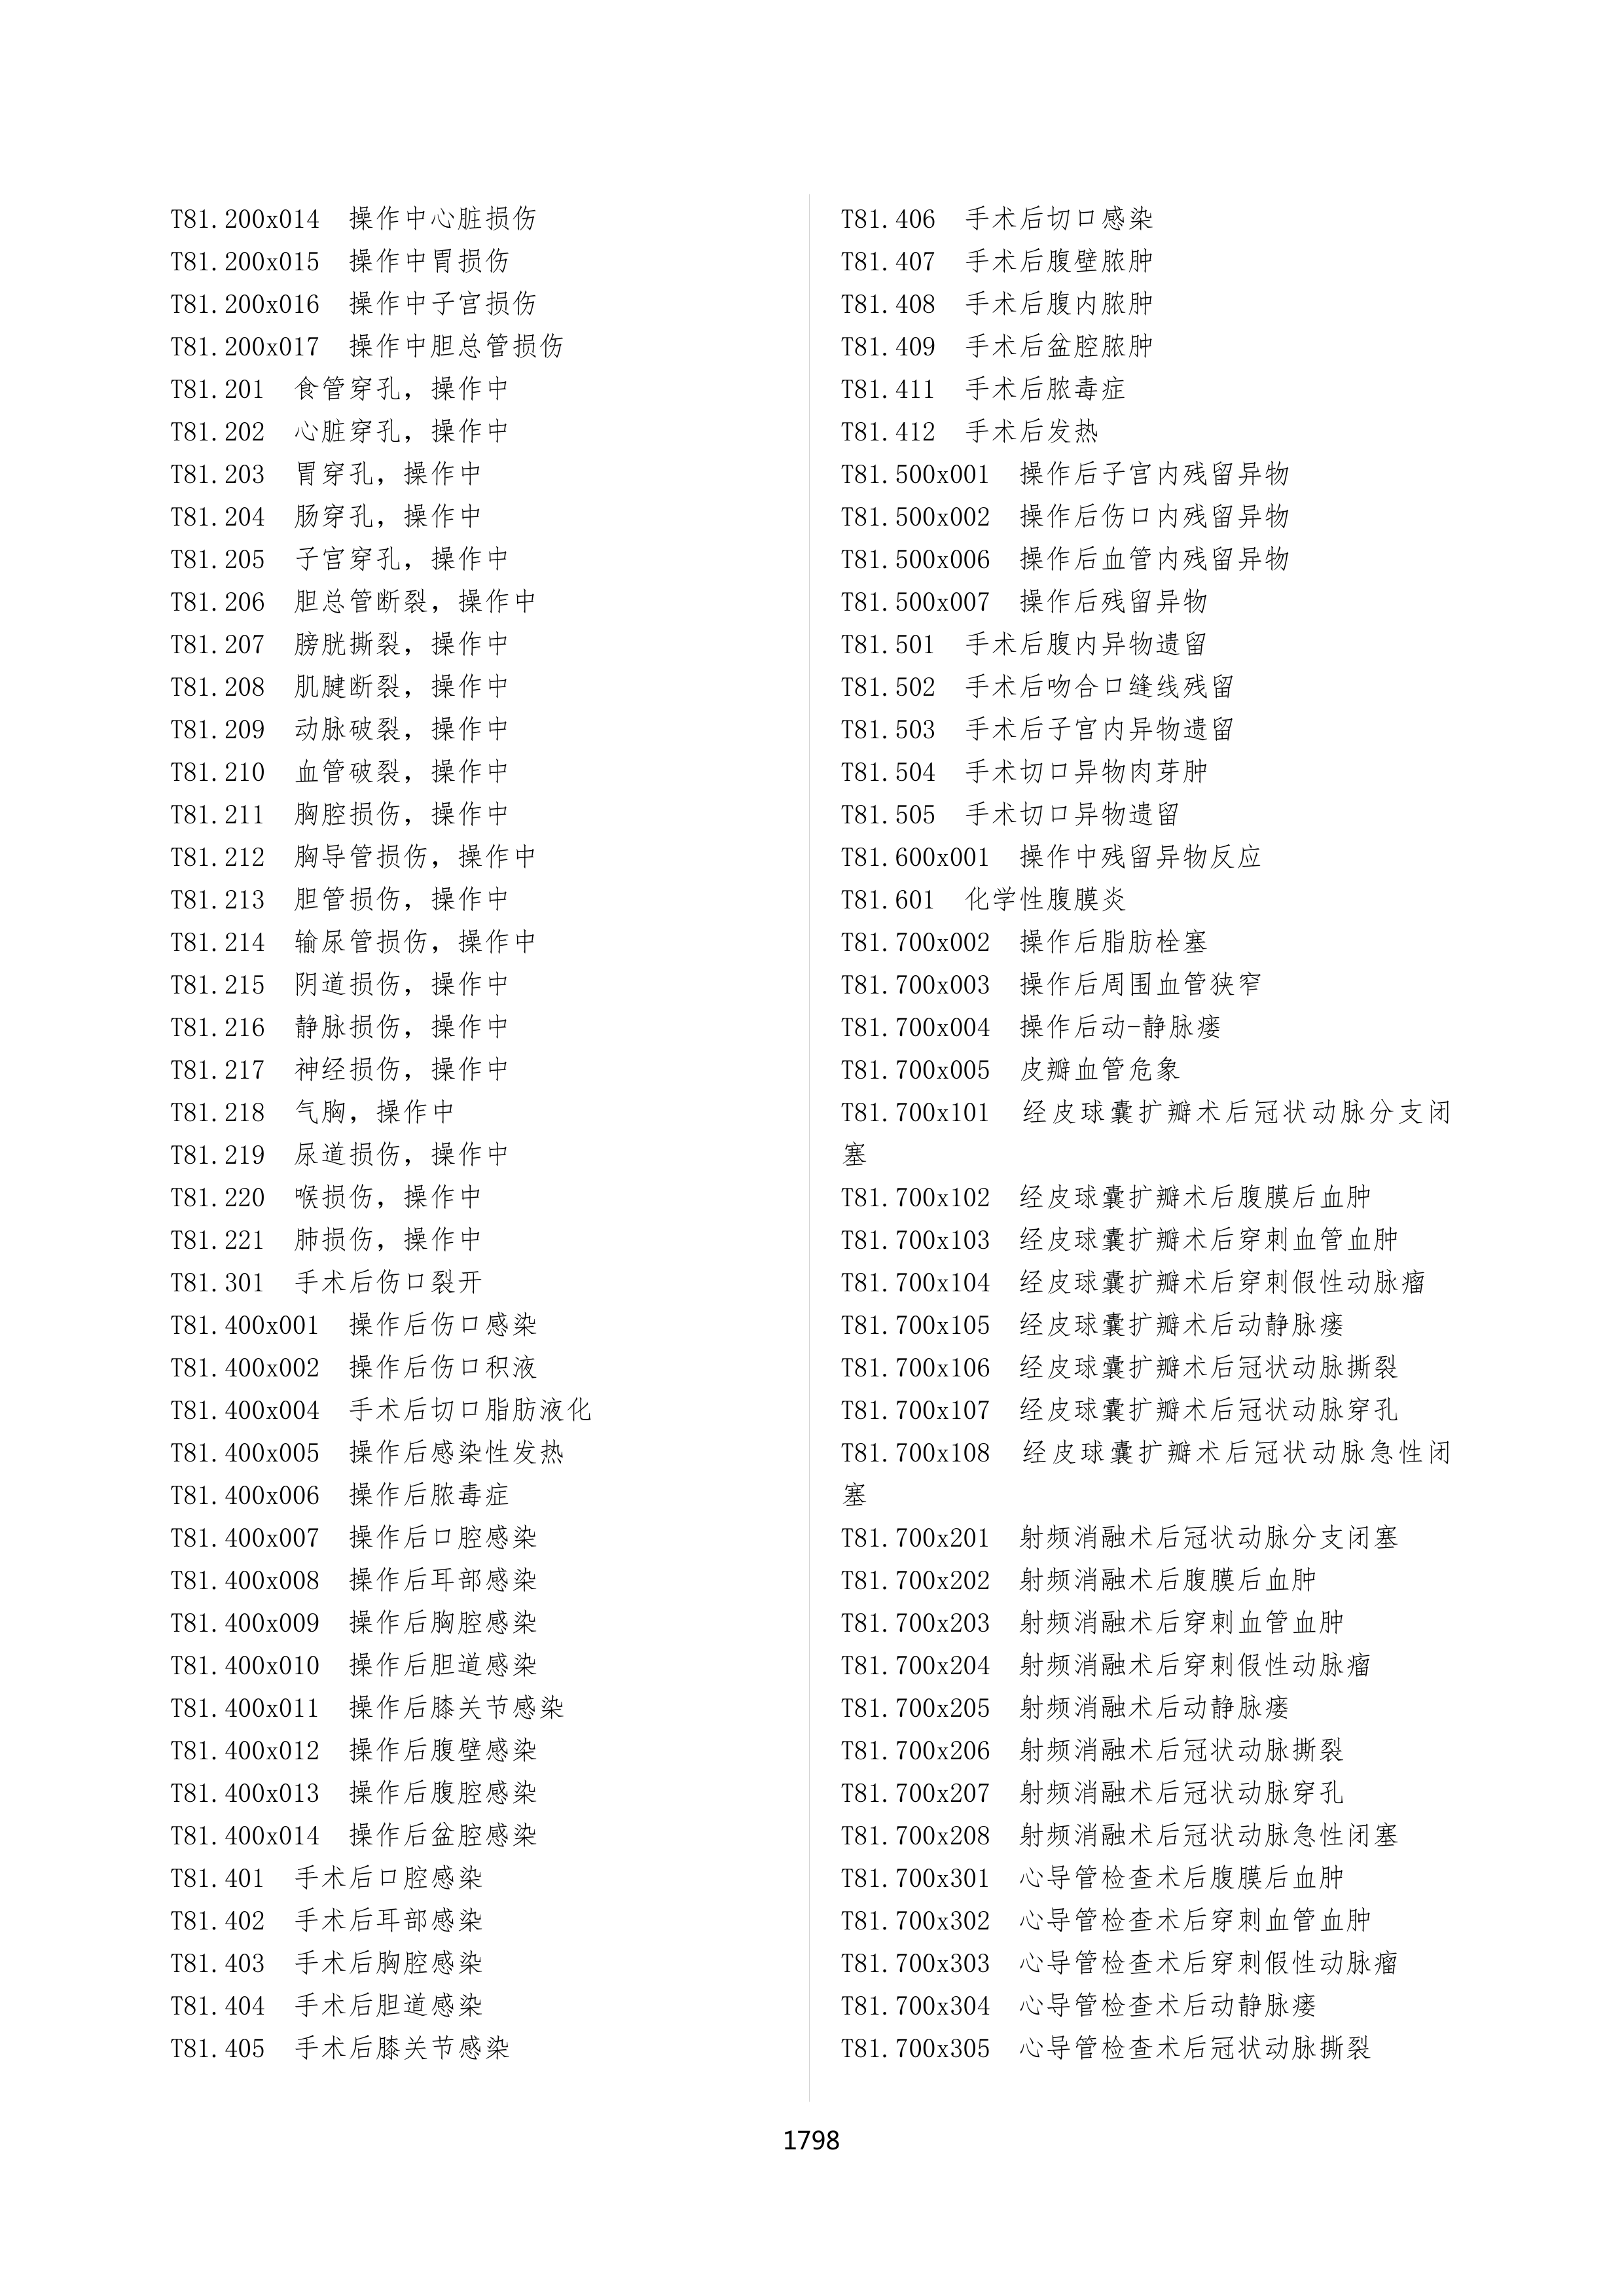 T81.200x014 操作中心脏损伤
T81.200x015 操作中胃损伤
T81.200x016 操作中子宫损伤
T81.200x017 操作中胆总管损伤
T81.201 食管穿孔，操作中
T81.202 心脏穿孔，操作中
T81.203 胃穿孔，操作中
T81.204 肠穿孔，操作中
T81.205 子宫穿孔，操作中
T81.206 胆总管断裂，操作中
T81.207 膀胱撕裂，操作中
T81.208 肌腱断裂，操作中
T81.209 动脉破裂，操作中
T81.210 血管破裂，操作中
T81.211 胸腔损伤，操作中
T81.212 胸导管损伤，操作中
T81.213 胆管损伤，操作中
T81.214 输尿管损伤，操作中
T81.215 阴道损伤，操作中
T81.216 静脉损伤，操作中
T81.217 神经损伤，操作中
T81.218 气胸，操作中
T81.219 尿道损伤，操作中
T81.220 喉损伤，操作中
T81.221 肺损伤，操作中
T81.301 手术后伤口裂开
T81.400x001 操作后伤口感染
T81.400x002 操作后伤口积液
T81.400x004 手术后切口脂肪液化
T81.400x005 操作后感染性发热
T81.400x006 操作后脓毒症
T81.400x007 操作后口腔感染
T81.400x008 操作后耳部感染
T81.400x009 操作后胸腔感染
T81.400x010 操作后胆道感染
T81.400x011 操作后膝关节感染
T81.400x012 操作后腹壁感染
T81.400x013 操作后腹腔感染
T81.400x014 操作后盆腔感染
T81.401 手术后口腔感染
T81.402 手术后耳部感染
T81.403 手术后胸腔感染
T81.404 手术后胆道感染
T81.405 手术后膝关节感染
T81.406 手术后切口感染
T81.407 手术后腹壁脓肿
T81.408 手术后腹内脓肿
T81.409 手术后盆腔脓肿
T81.411 手术后脓毒症
T81.412 手术后发热
T81.500x001 操作后子宫内残留异物
T81.500x002 操作后伤口内残留异物
T81.500x006 操作后血管内残留异物
T81.500x007 操作后残留异物
T81.501 手术后腹内异物遗留
T81.502 手术后吻合口缝线残留
T81.503 手术后子宫内异物遗留
T81.504 手术切口异物肉芽肿
T81.505 手术切口异物遗留
T81.600x001 操作中残留异物反应
T81.601 化学性腹膜炎
T81.700x002 操作后脂肪栓塞
T81.700x003 操作后周围血管狭窄
T81.700x004 操作后动-静脉瘘
T81.700x005 皮瓣血管危象
T81.700x101 经皮球囊扩瓣术后冠状动脉分支闭
塞
T81.700x102 经皮球囊扩瓣术后腹膜后血肿
T81.700x103 经皮球囊扩瓣术后穿刺血管血肿
T81.700x104 经皮球囊扩瓣术后穿刺假性动脉瘤
T81.700x105 经皮球囊扩瓣术后动静脉瘘
T81.700x106 经皮球囊扩瓣术后冠状动脉撕裂
T81.700x107 经皮球囊扩瓣术后冠状动脉穿孔
T81.700x108 经皮球囊扩瓣术后冠状动脉急性闭
塞
T81.700x201 射频消融术后冠状动脉分支闭塞
T81.700x202 射频消融术后腹膜后血肿
T81.700x203 射频消融术后穿刺血管血肿
T81.700x204 射频消融术后穿刺假性动脉瘤
T81.700x205 射频消融术后动静脉瘘
T81.700x206 射频消融术后冠状动脉撕裂
T81.700x207 射频消融术后冠状动脉穿孔
T81.700x208 射频消融术后冠状动脉急性闭塞
T81.700x301 心导管检查术后腹膜后血肿
T81.700x302 心导管检查术后穿刺血管血肿
T81.700x303 心导管检查术后穿刺假性动脉瘤
T81.700x304 心导管检查术后动静脉瘘
T81.700x305 心导管检查术后冠状动脉撕裂
1798